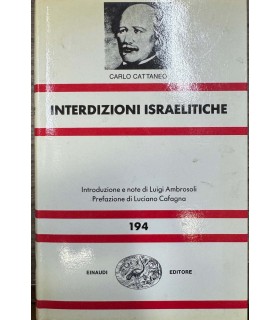 CARLO CATTANEO
INTERDIZIONI ISRAELITICHE
Introduzione e note di Luigi Ambrosoli
Prefazione di Luciano Cafagna
194
EINAUDI EDITORE